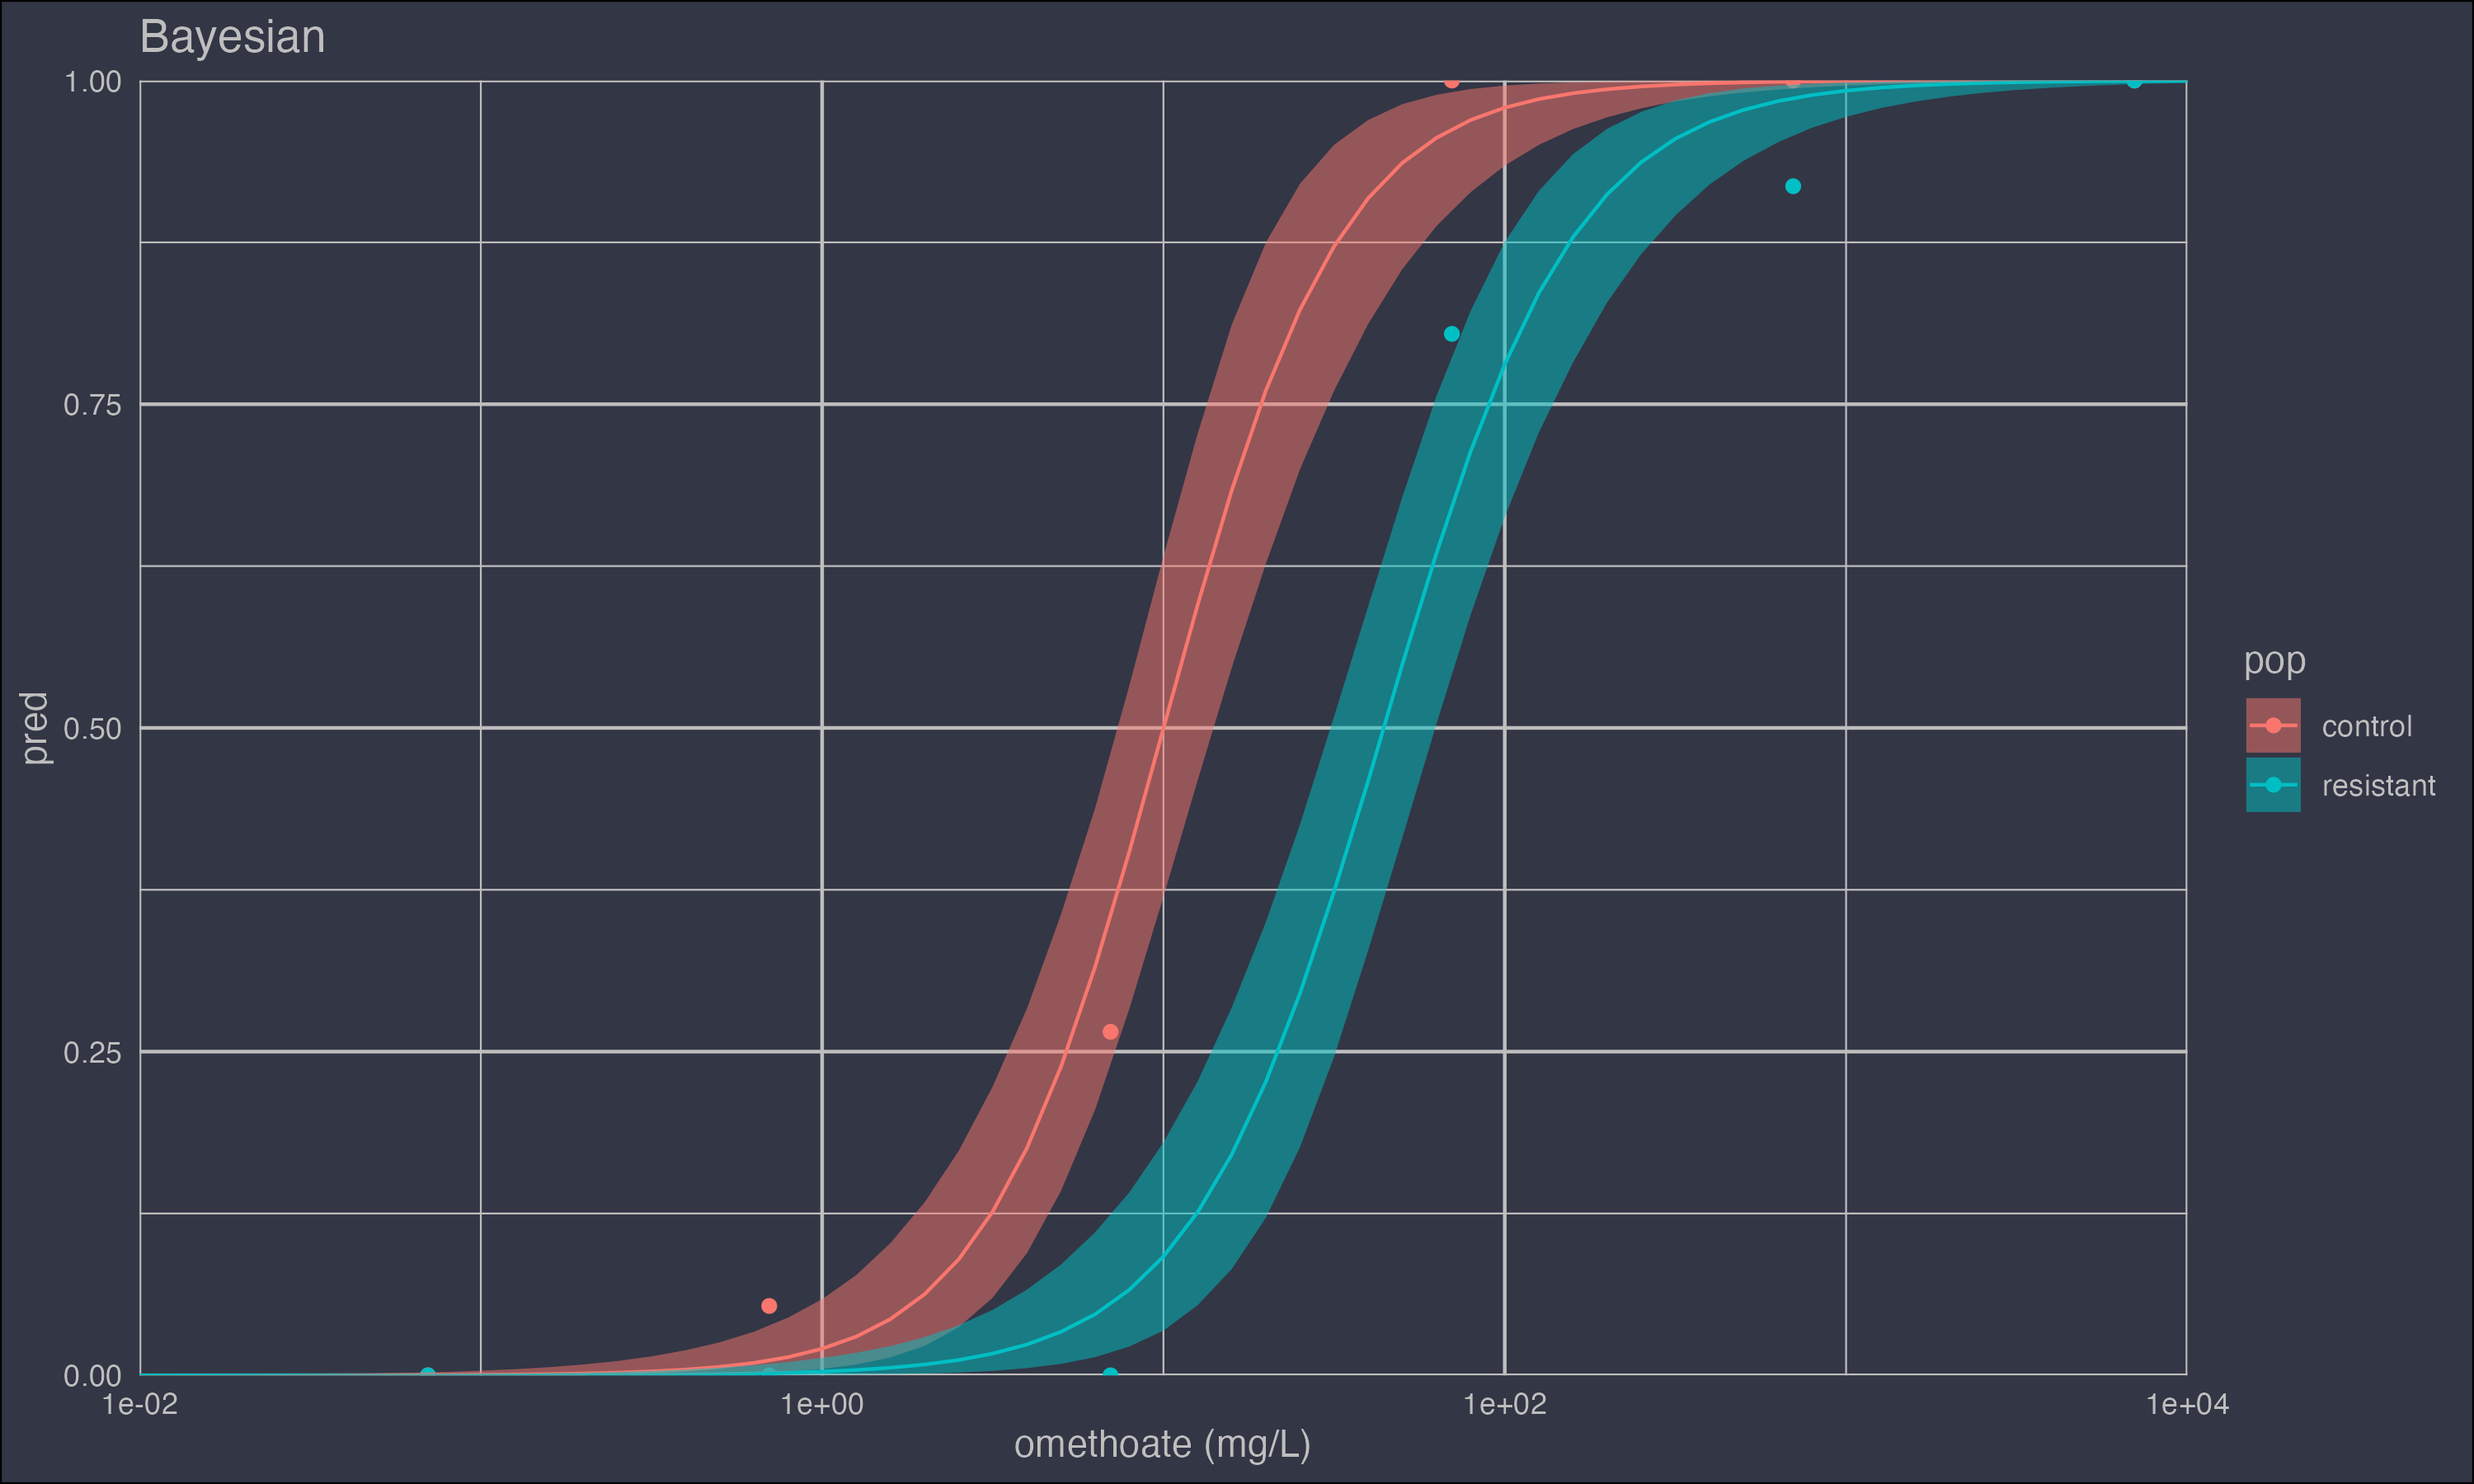 Bayesian
1.00
0.75
0.50
0.25
0.00
pred
1e-02
1e+00
1e+02
1e+04
omethoate (mg/L)
pop
control
resistant